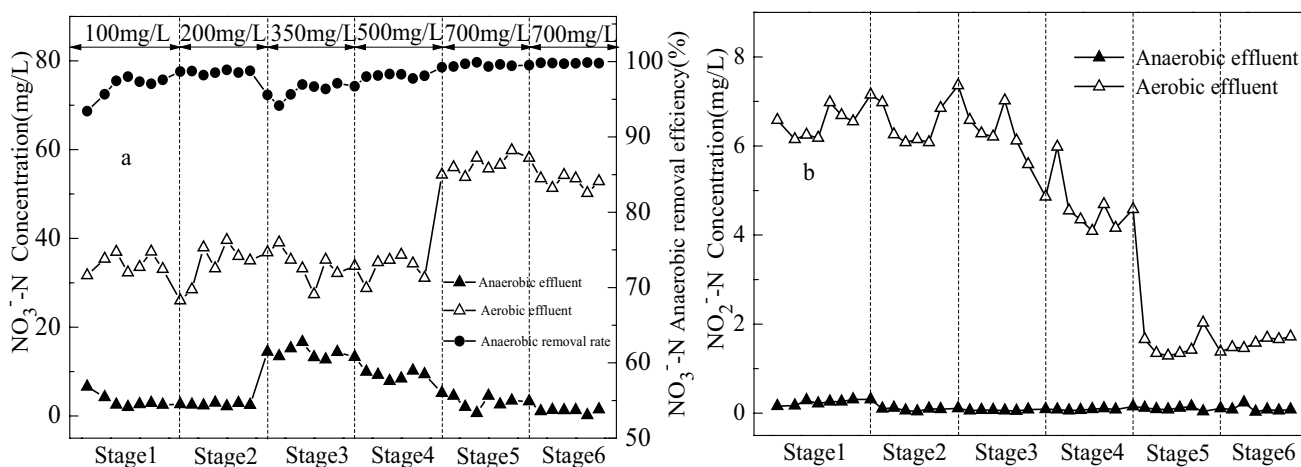 100mg/L 200mg/L 350mg/L 500mg/L 700mg/L 700mg/L
80
60
40
20
0
NO₃⁻-N Concentration(mg/L)
a
Anaerobic effluent
Aerobic effluent
Anaerobic removal rate
100
90
80
70
60
50
NO₃⁻-N Anaerobic removal effciency(%)
Stage1 Stage2 Stage3 Stage4 Stage5 Stage6
8
6
4
2
0
NO₂⁻-N Concentration(mg/L)
b
Anaerobic effluent
Aerobic effluent
Stage1 Stage2 Stage3 Stage4 Stage5 Stage6